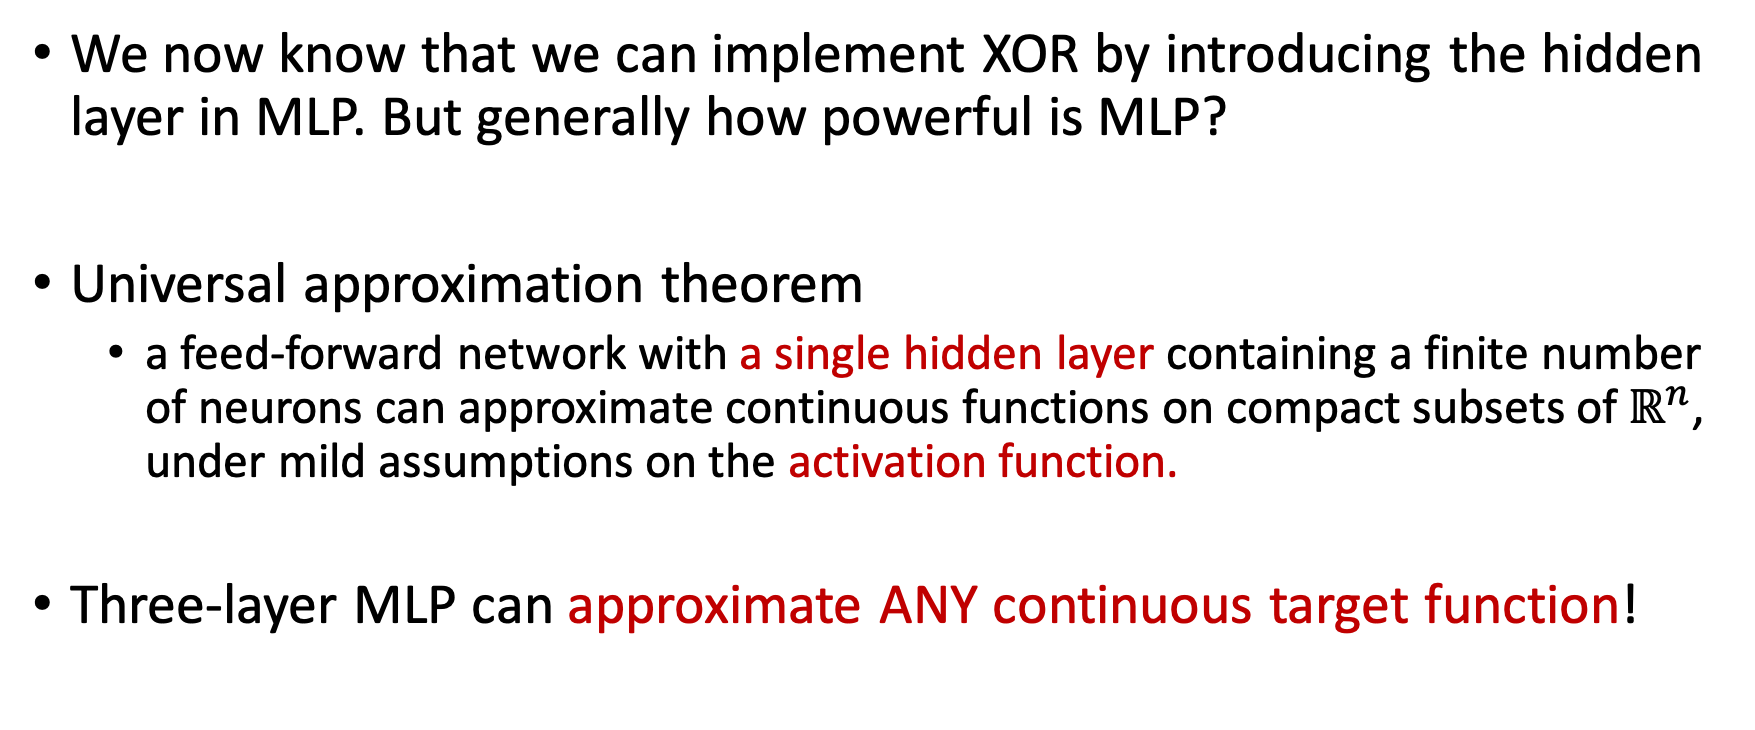 • We now know that we can implement XOR by introducing the hidden
layer in MLP. But generally how powerful is MLP?
• Universal approximation theorem
• a feed-forward network with a single hidden layer containing a finite number
of neurons can approximate continuous functions on compact subsets of ℝⁿ,
under mild assumptions on the activation function.
• Three-layer MLP can approximate ANY continuous target function!